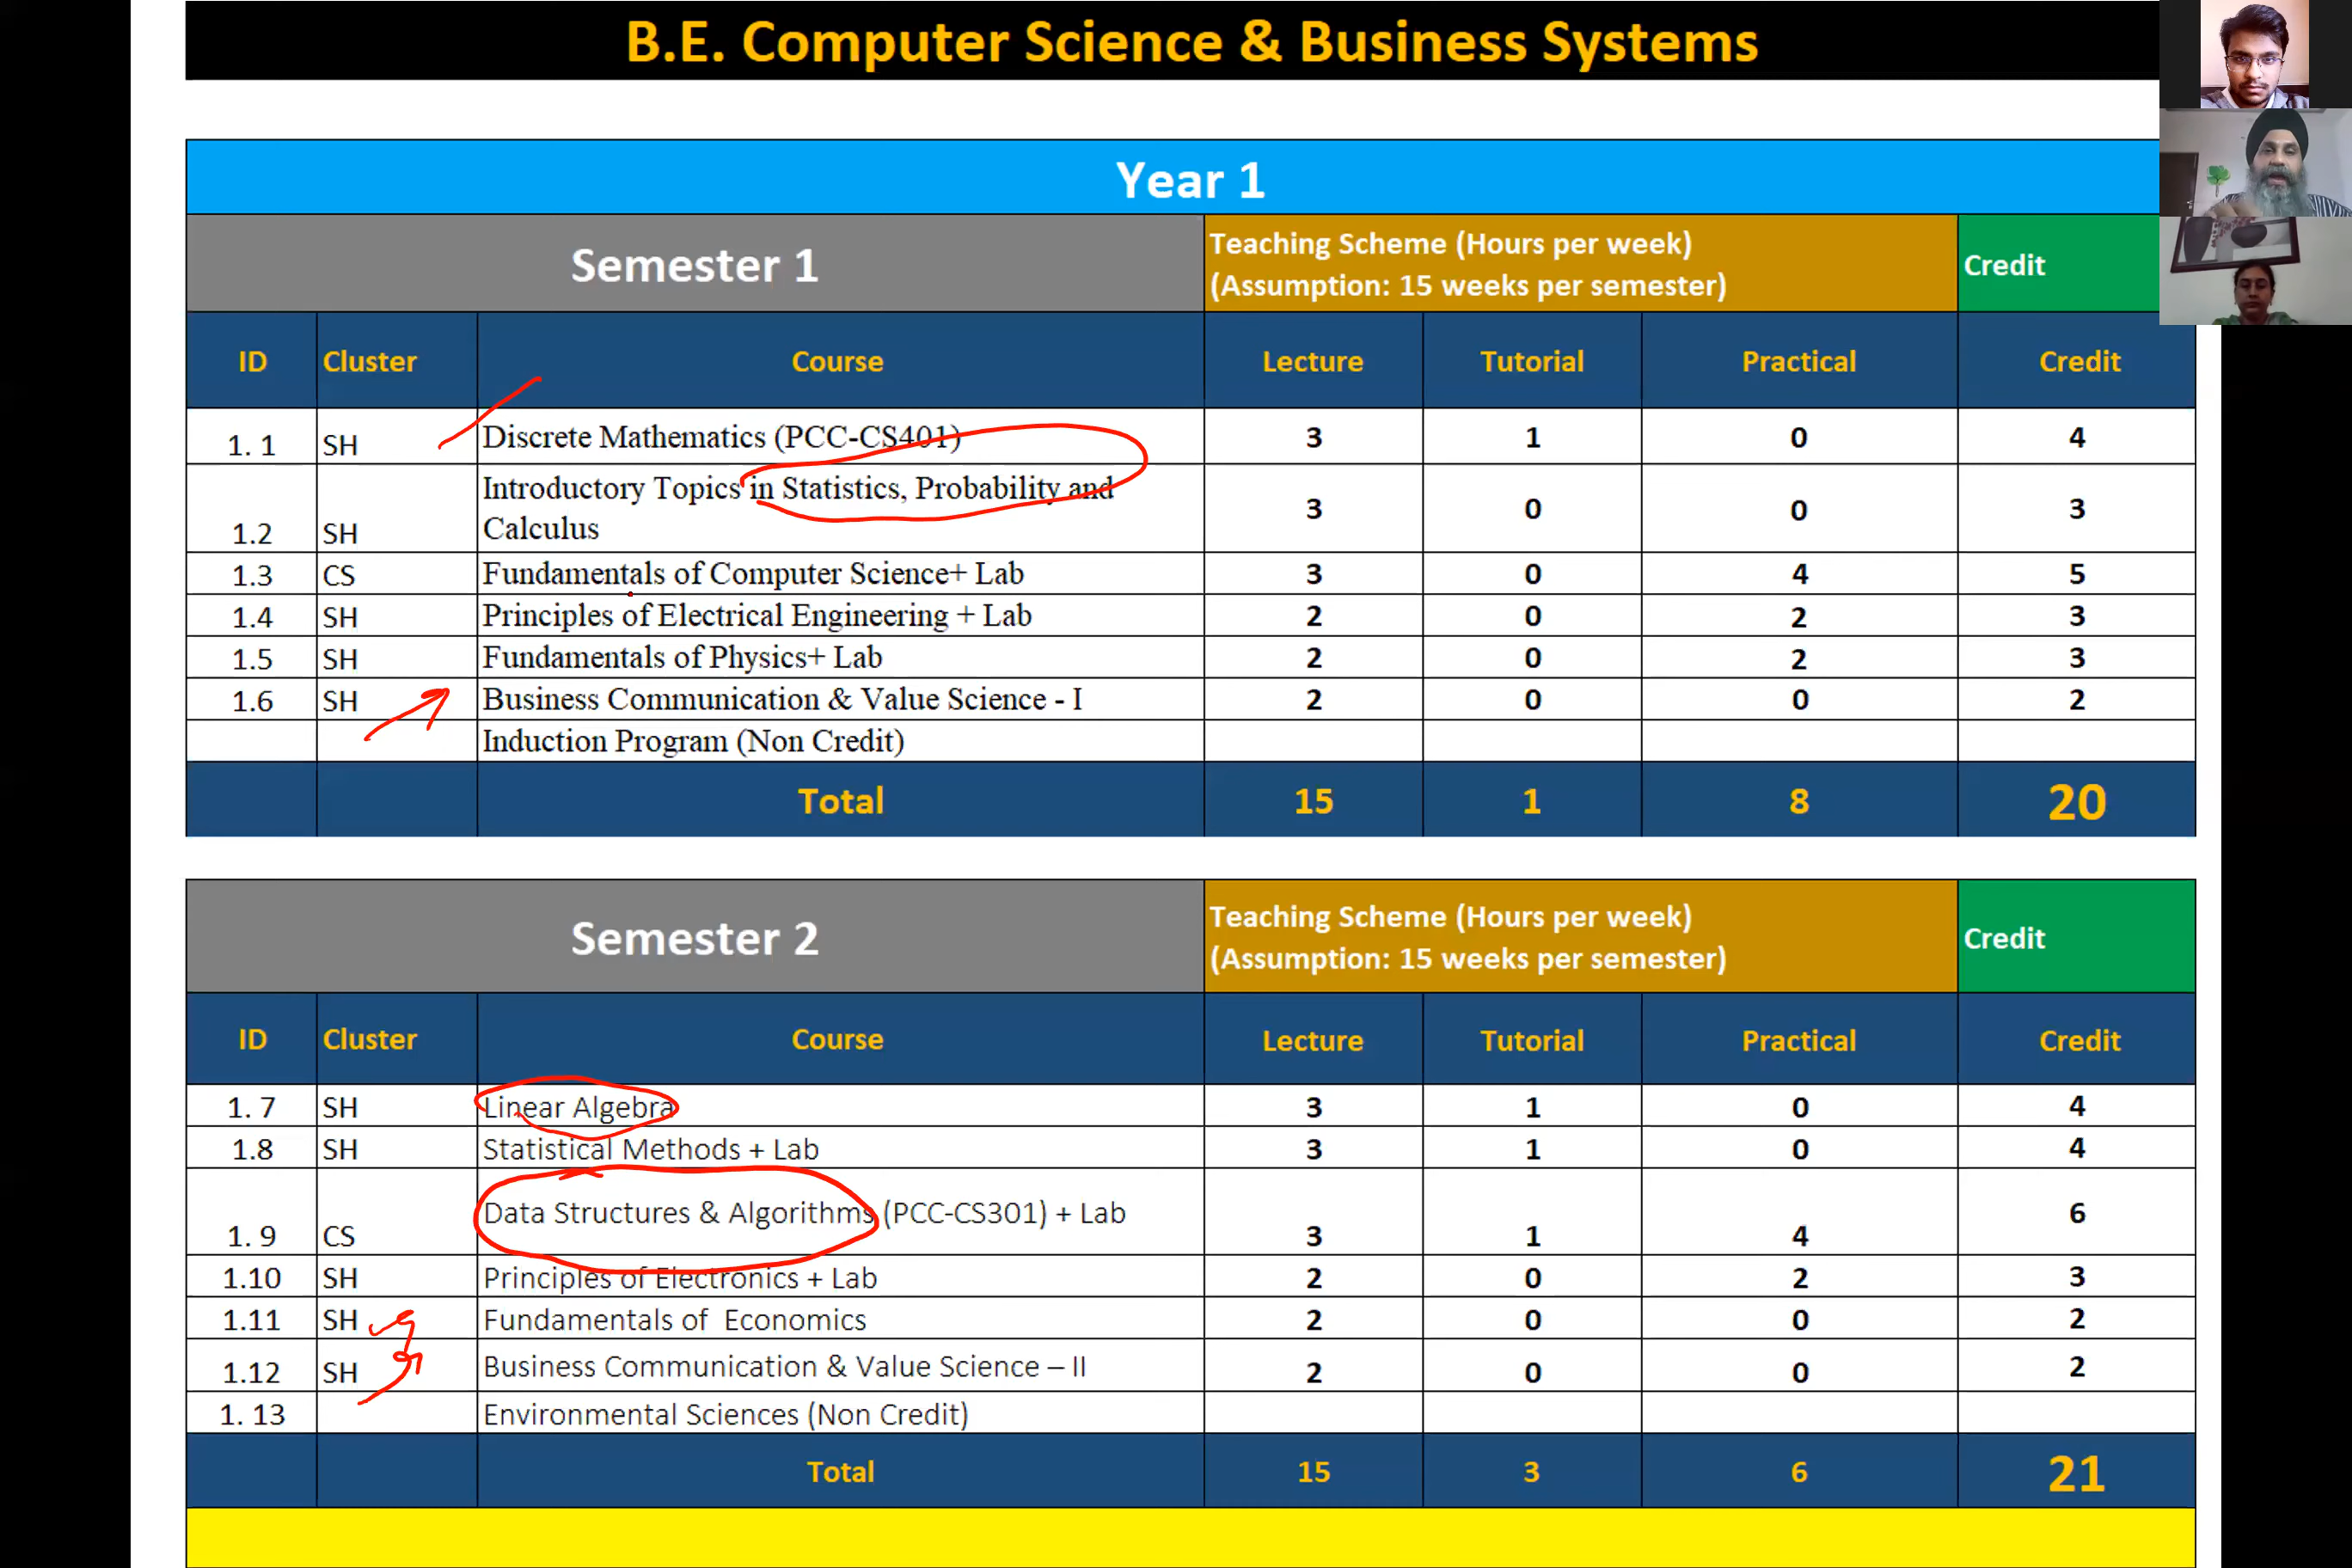 B.E. Computer Science & Business Systems
Year 1
Semester 1 Teaching Scheme (Hours per week) Credit
(Assumption: 15 weeks per semester)
ID Cluster Course Lecture Tutorial Practical Credit
1. 1 SH Discrete Mathematics (PCC-CS401) 3 1 0 4
1.2 SH Introductory Topics in Statistics, Probability and 3 0 0 3
Calculus
1.3 CS Fundamentals of Computer Science+ Lab 3 0 4 5
1.4 SH Principles of Electrical Engineering + Lab 2 0 2 3
1.5 SH Fundamentals of Physics+ Lab 2 0 2 3
1.6 SH Business Communication & Value Science - I 2 0 0 2
Induction Program (Non Credit)
Total 15 1 8 20
Semester 2 Teaching Scheme (Hours per week) Credit
(Assumption: 15 weeks per semester)
ID Cluster Course Lecture Tutorial Practical Credit
1. 7 SH Linear Algebra 3 1 0 4
1.8 SH Statistical Methods + Lab 3 1 0 4
1. 9 CS Data Structures & Algorithms (PCC-CS301) + Lab 3 1 4 6
1.10 SH Principles of Electronics + Lab 2 0 2 3
1.11 SH Fundamentals of  Economics 2 0 0 2
1.12 SH Business Communication & Value Science – II 2 0 0 2
1. 13 Environmental Sciences (Non Credit)
Total 15 3 6 21